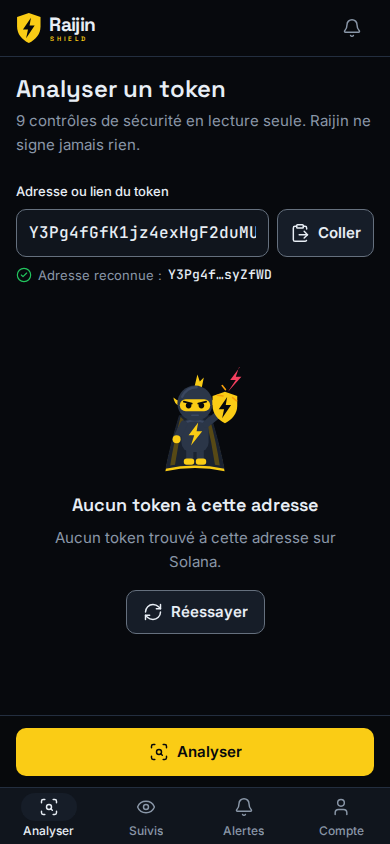 Raijin
SHIELD
Analyser un token
9 contrôles de sécurité en lecture seule. Raijin ne
signe jamais rien.
Adresse ou lien du token
Y3Pg4fGfK1jz4exHgF2duMU
Coller
Adresse reconnue : Y3Pg4f…syZfWD
Aucun token à cette adresse
Aucun token trouvé à cette adresse sur
Solana.
Réessayer
Analyser
Analyser
Suivis
Alertes
Compte